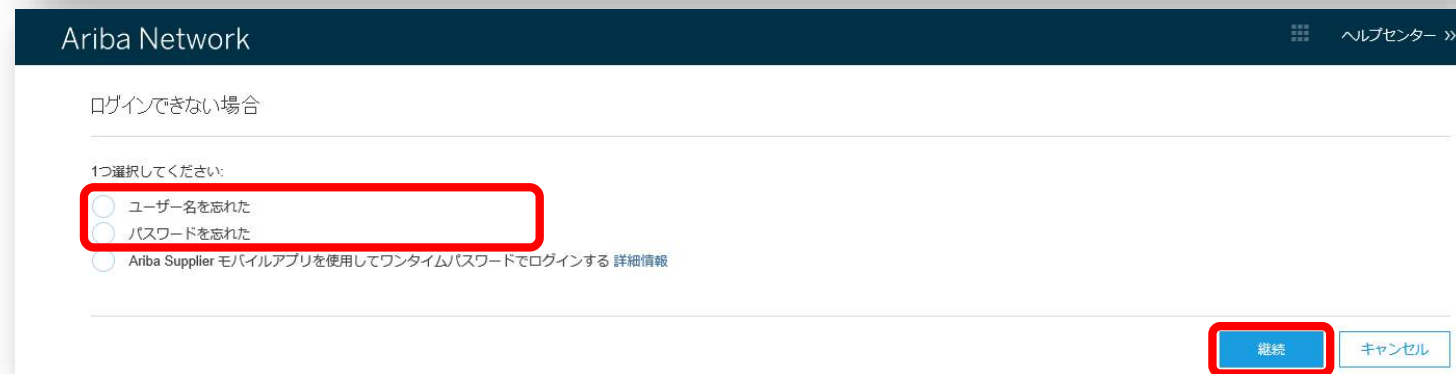 Ariba Network
ヘルプセンター >>
ログインできない場合
1つ選択してください:
ユーザー名を忘れた
パスワードを忘れた
Ariba Supplier モバイルアプリを使用してワンタイムパスワードでログインする 詳細情報
継続 キャンセル